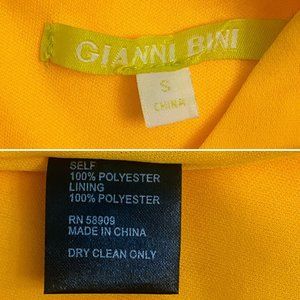 GIANNI BINI
S
CHINA
SELF
100% POLYESTER
LINING
100% POLYESTER
RN 58909
MADE IN CHINA
DRY CLEAN ONLY